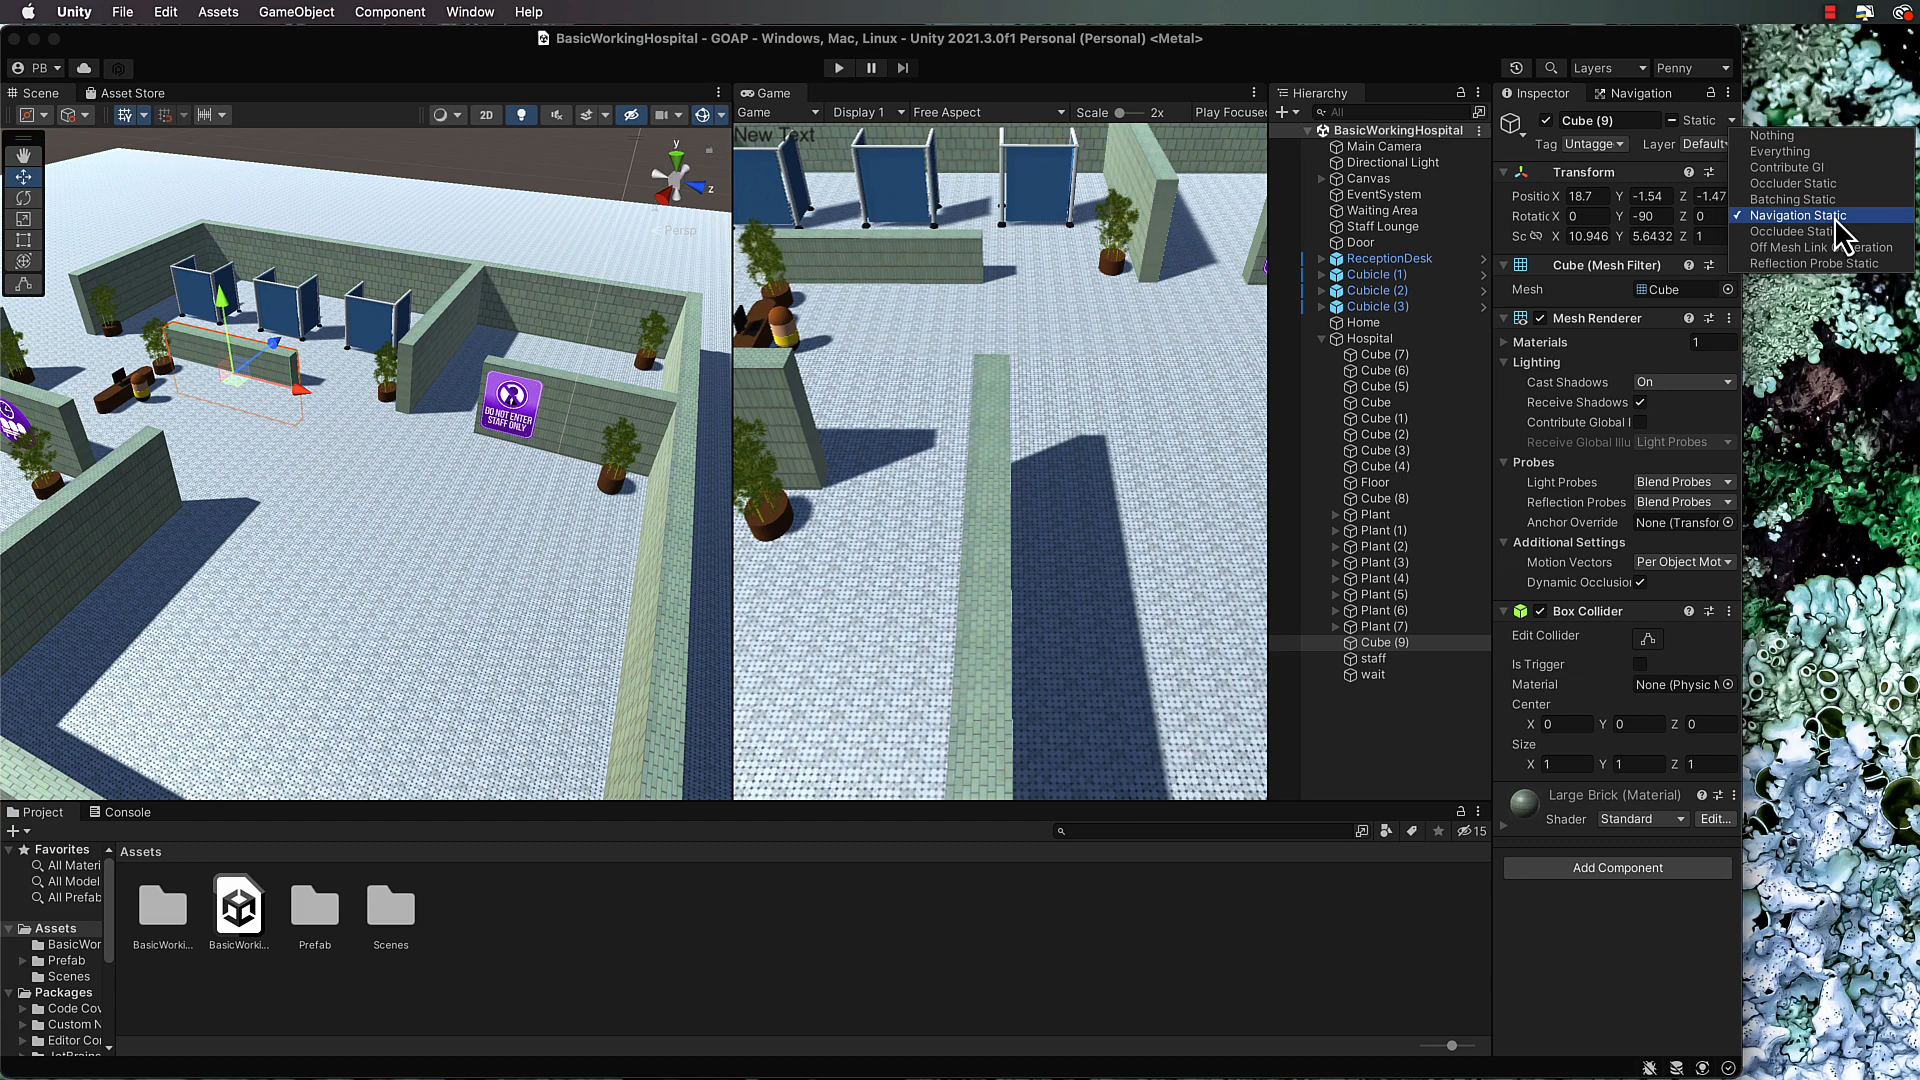 Unity File Edit Assets GameObject Component Window Help
BasicWorkingHospital - GOAP - Windows, Mac, Linux - Unity 2021.3.0f1 Personal (Personal) <Metal>
PB
Layers
Penny
Scene
Asset Store
2D
y
z
Persp
DO NOT ENTER
STAFF ONLY
Game
Game
Display 1
Free Aspect
Scale
2x
Play Focused
New Text
Hierarchy
All
BasicWorkingHospital
Main Camera
Directional Light
Canvas
EventSystem
Waiting Area
Staff Lounge
Door
ReceptionDesk
Cubicle (1)
Cubicle (2)
Cubicle (3)
Home
Hospital
Cube (7)
Cube (6)
Cube (5)
Cube
Cube (1)
Cube (2)
Cube (3)
Cube (4)
Floor
Cube (8)
Plant
Plant (1)
Plant (2)
Plant (3)
Plant (4)
Plant (5)
Plant (6)
Plant (7)
Cube (9)
staff
wait
Inspector
Navigation
Cube (9)
Static
Tag Untagge
Layer Default
Nothing
Everything
Contribute GI
Occluder Static
Batching Static
Navigation Static
Occludee Stati
Off Mesh Link G eration
Reflection Probe Static
Transform
Positio X 18.7 Y -1.54 Z -1.47
Rotatic X 0 Y -90 Z 0
Sc X 10.946 Y 5.6432 Z 1
Cube (Mesh Filter)
Mesh Cube
Mesh Renderer
Materials 1
Lighting
Cast Shadows On
Receive Shadows
Contribute Global I
Receive Global Illu Light Probes
Probes
Light Probes Blend Probes
Reflection Probes Blend Probes
Anchor Override None (Transfor
Additional Settings
Motion Vectors Per Object Mot
Dynamic Occlusion
Box Collider
Edit Collider
Is Trigger
Material None (Physic M
Center
X 0 Y 0 Z 0
Size
X 1 Y 1 Z 1
Large Brick (Material)
Shader Standard Edit...
Add Component
Project
Console
15
Favorites
All Materi
All Model
All Prefab
Assets
BasicWor
Prefab
Scenes
Packages
Code Cov
Custom N
Editor Cor
JetBrains
Assets
BasicWorki...
BasicWorki...
Prefab
Scenes